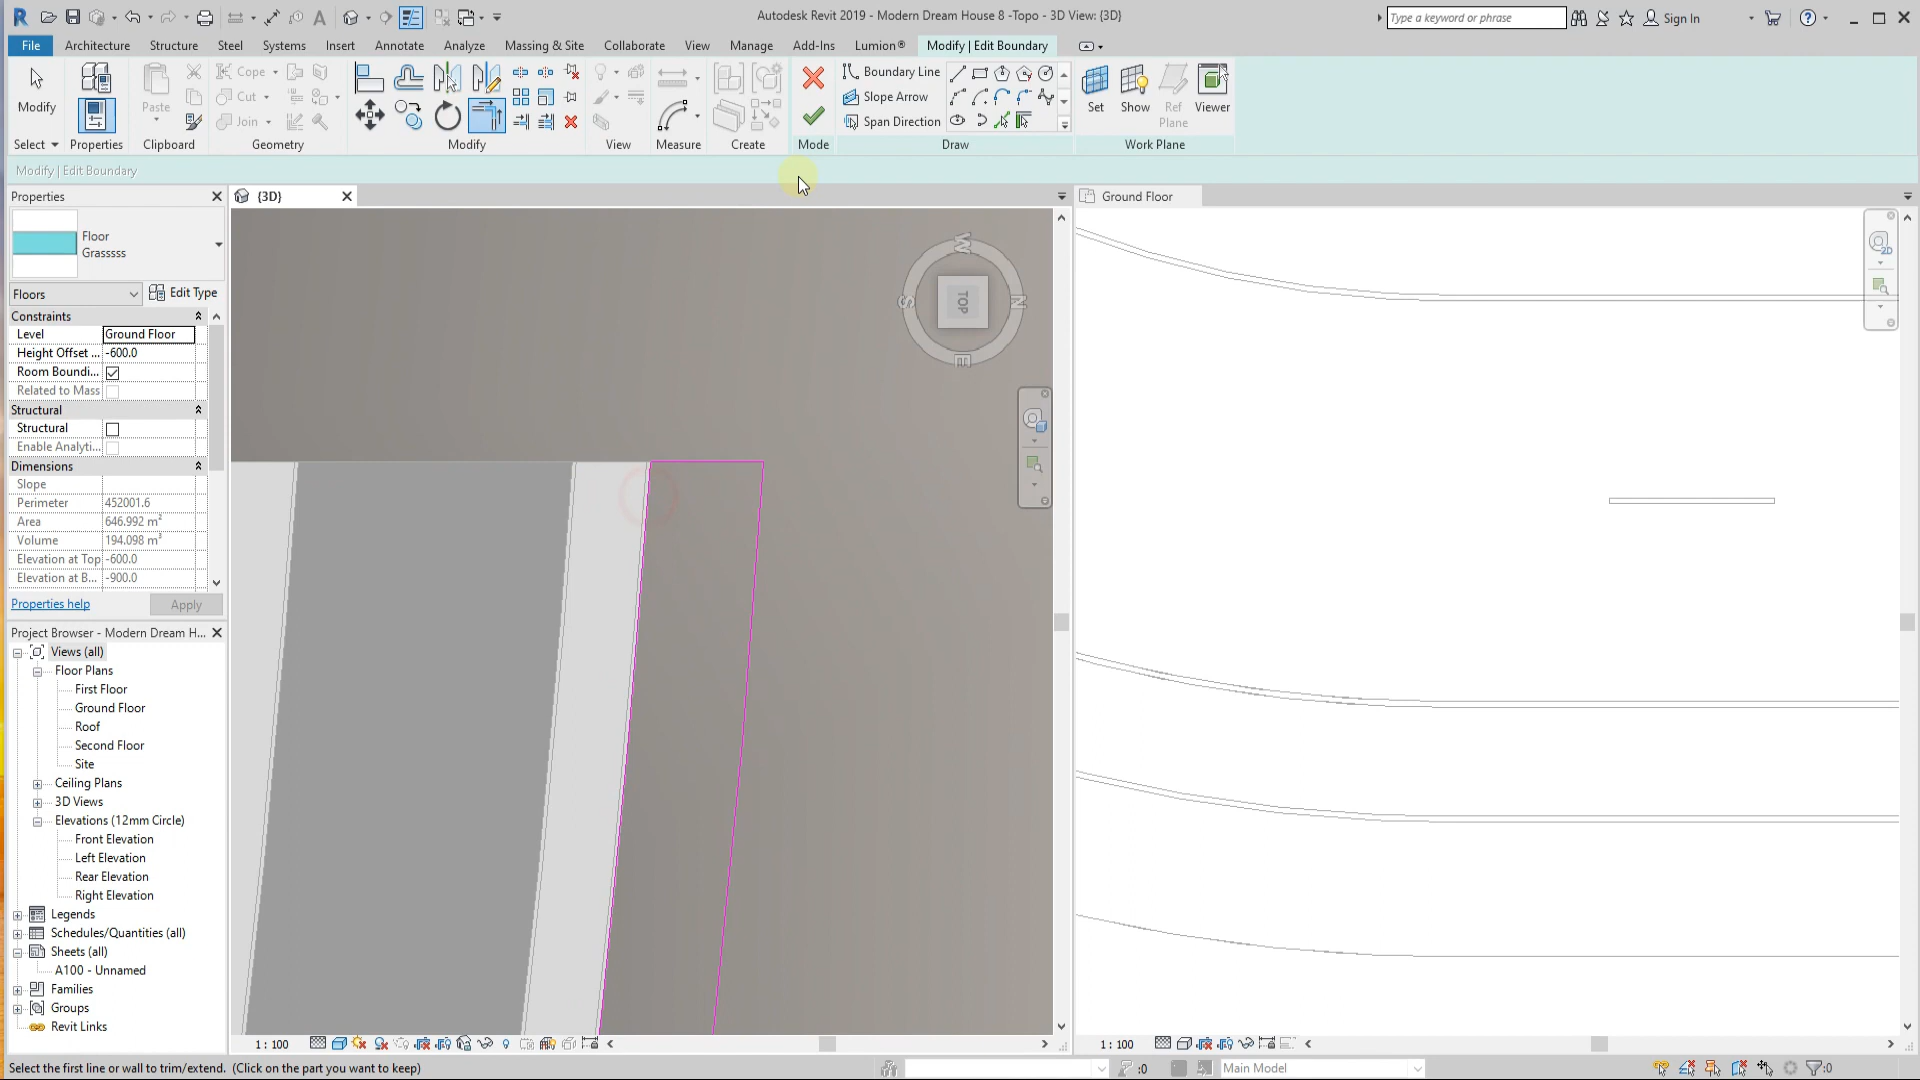 Autodesk Revit 2019 - Modern Dream House 8 -Topo - 3D View: {3D}
Type a keyword or phrase
Sign In
File
Architecture
Structure
Steel
Systems
Insert
Annotate
Analyze
Massing & Site
Collaborate
View
Manage
Add-Ins
Lumion®
Modify | Edit Boundary
Modify
Paste
Cope
Cut
Join
Boundary Line
Slope Arrow
Span Direction
Set
Show
Ref
Plane
Viewer
Select
Properties
Clipboard
Geometry
Modify
View
Measure
Create
Mode
Draw
Work Plane
Modify | Edit Boundary
Properties
Floor
Grasssss
Floors
Edit Type
Constraints
Level
Ground Floor
Height Offset ...
-600.0
Room Boundi...
Related to Mass
Structural
Structural
Enable Analyti...
Dimensions
Slope
Perimeter
452001.6
Area
646.992 m²
Volume
194.098 m³
Elevation at Top
-600.0
Elevation at B...
-900.0
Properties help
Apply
Project Browser - Modern Dream H...
Views (all)
Floor Plans
First Floor
Ground Floor
Roof
Second Floor
Site
Ceiling Plans
3D Views
Elevations (12mm Circle)
Front Elevation
Left Elevation
Rear Elevation
Right Elevation
Legends
Schedules/Quantities (all)
Sheets (all)
A100 - Unnamed
Families
Groups
Revit Links
{3D}
W
S
TOP
N
E
1 : 100
Ground Floor
2D
1 : 100
Select the first line or wall to trim/extend. (Click on the part you want to keep)
:0
Main Model
:0